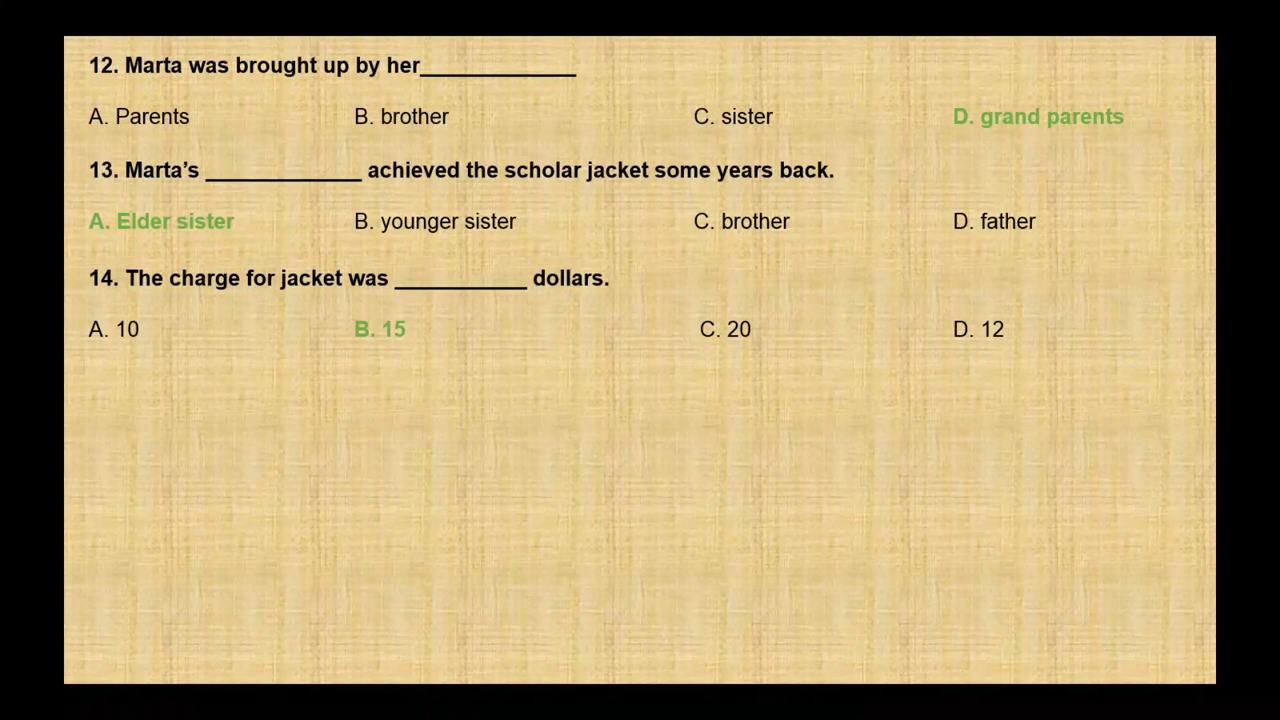 12. Marta was brought up by her_____________
A. Parents B. brother C. sister D. grand parents
13. Marta’s _____________ achieved the scholar jacket some years back.
A. Elder sister B. younger sister C. brother D. father
14. The charge for jacket was ___________ dollars.
A. 10 B. 15 C. 20 D. 12